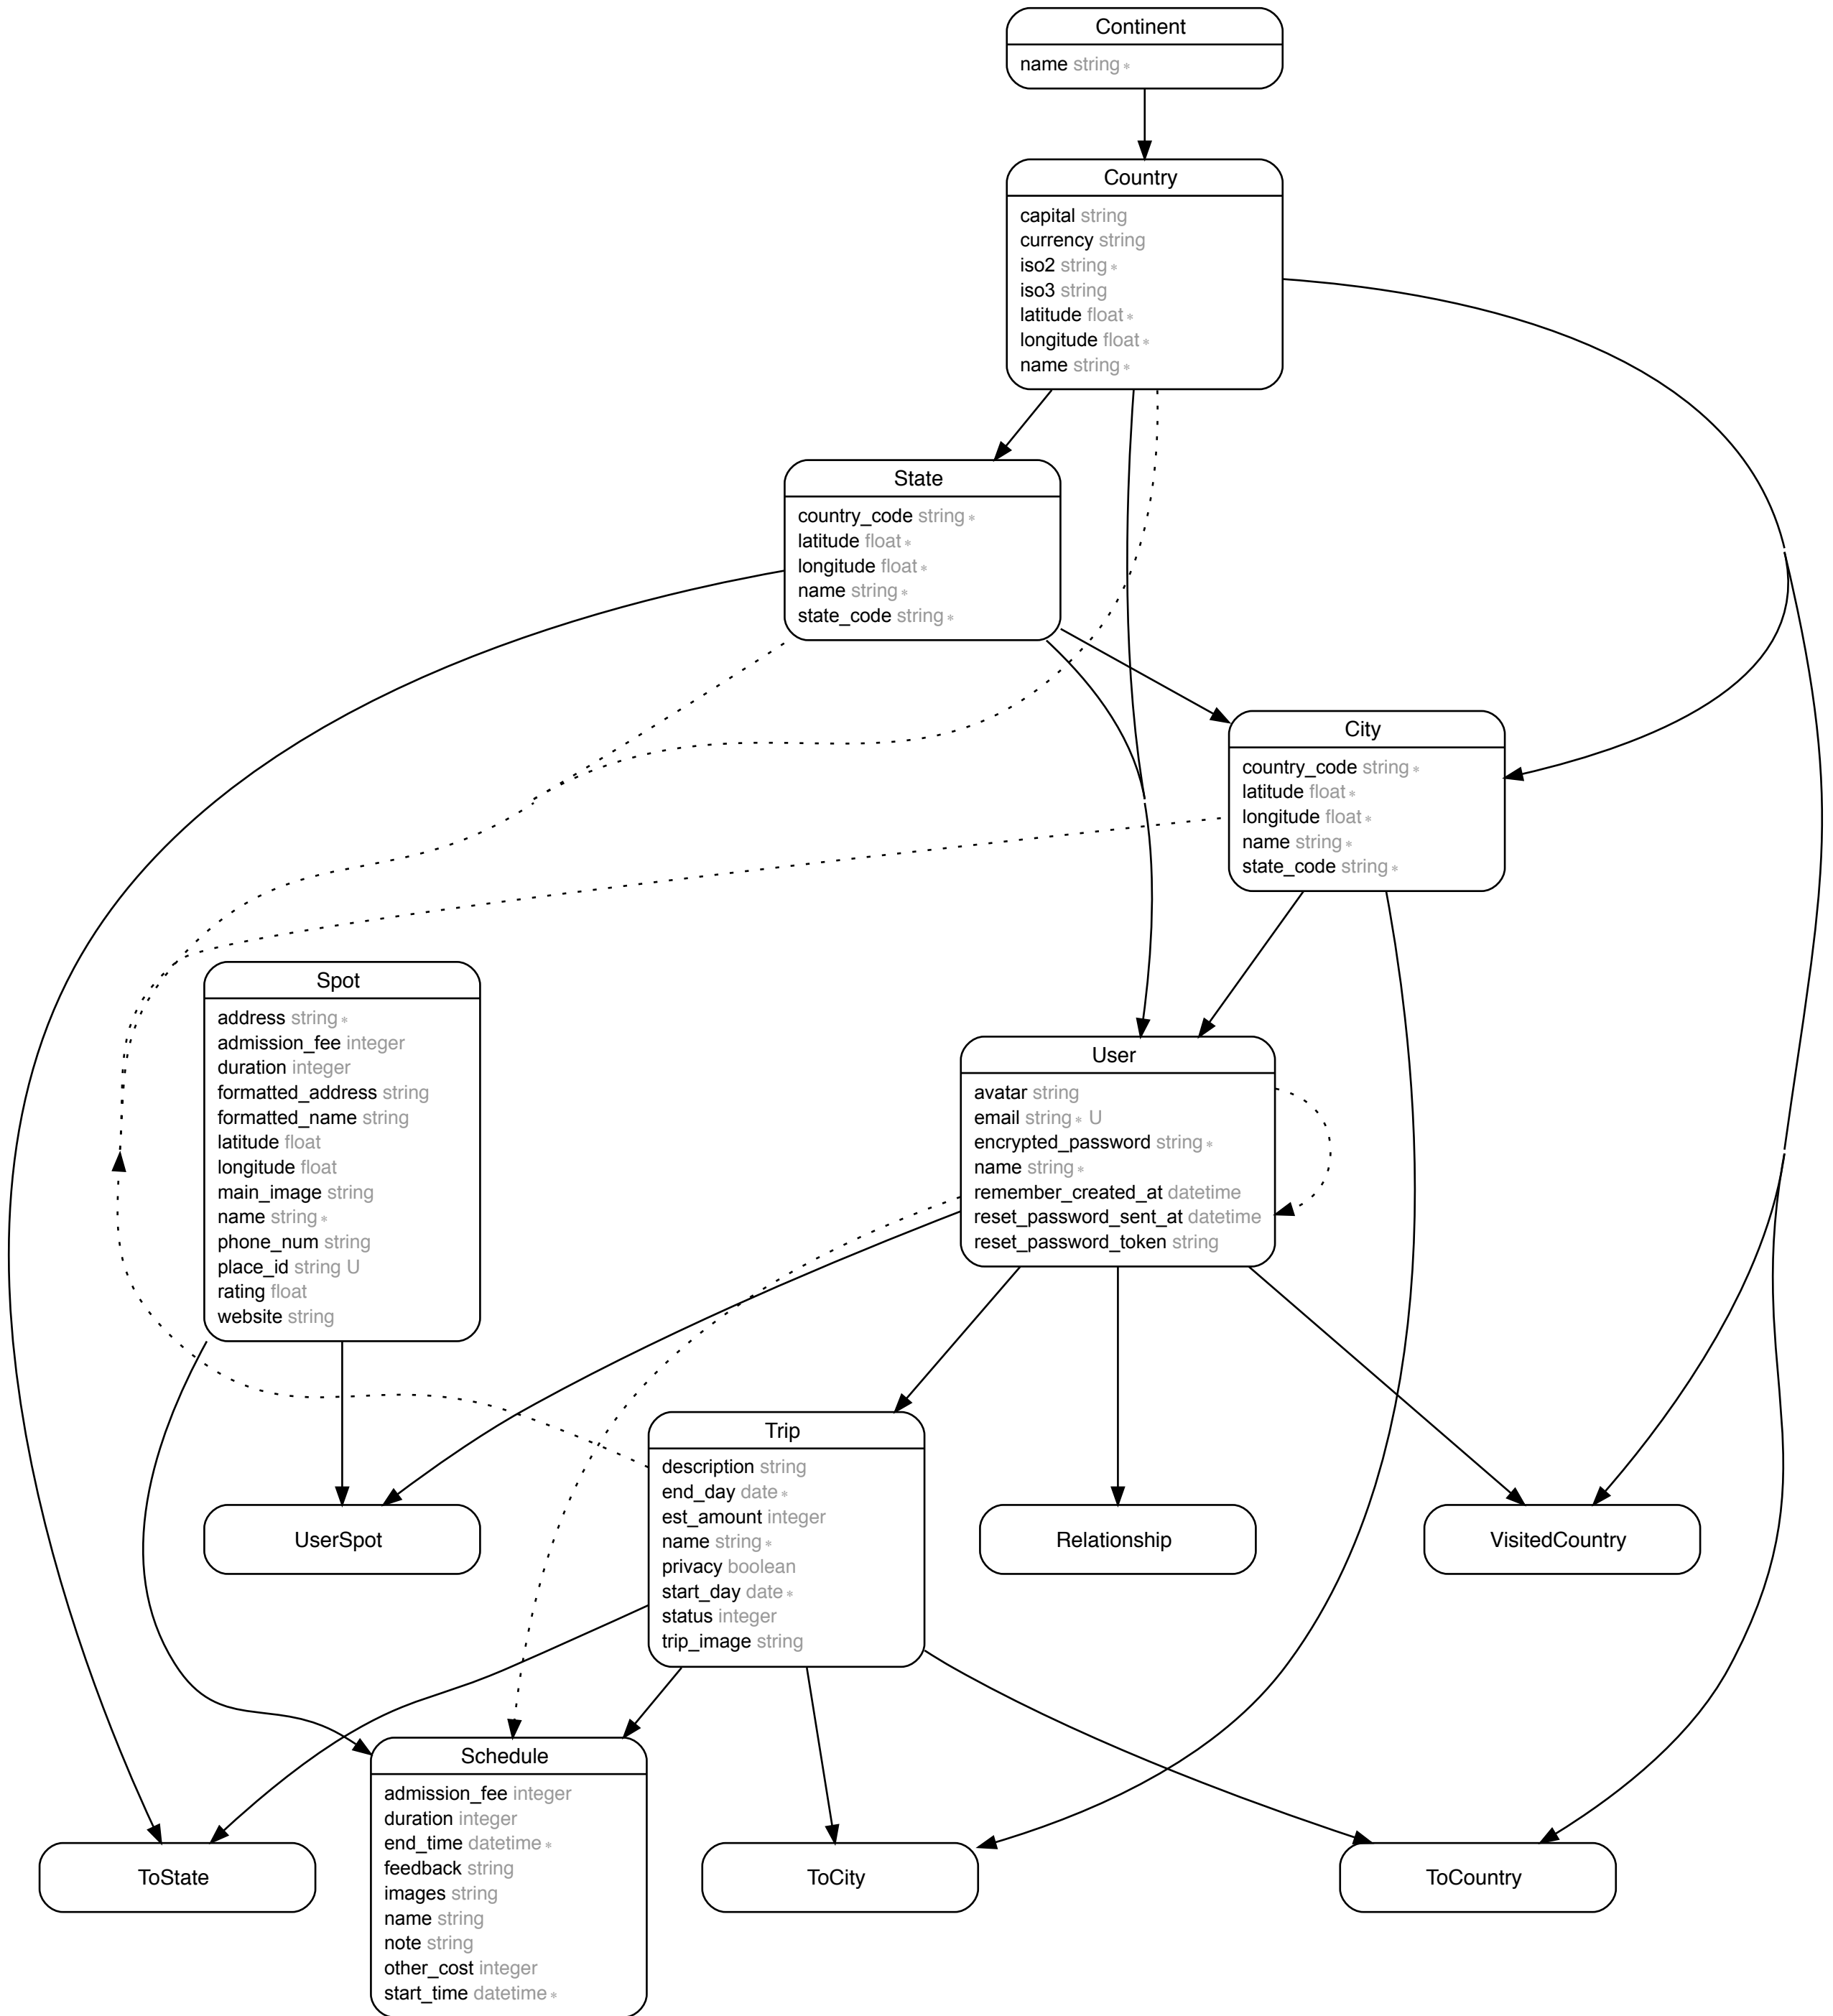 Continent
name string *
Country
capital string
currency string
iso2 string *
iso3 string
latitude float *
longitude float *
name string *
State
country_code string *
latitude float *
longitude float *
name string *
state_code string *
City
country_code string *
latitude float *
longitude float *
name string *
state_code string *
Spot
address string *
admission_fee integer
duration integer
formatted_address string
formatted_name string
latitude float
longitude float
main_image string
name string *
phone_num string
place_id string U
rating float
website string
User
avatar string
email string * U
encrypted_password string *
name string *
remember_created_at datetime
reset_password_sent_at datetime
reset_password_token string
Trip
description string
end_day date *
est_amount integer
name string *
privacy boolean
start_day date *
status integer
trip_image string
UserSpot
Relationship
VisitedCountry
Schedule
admission_fee integer
duration integer
end_time datetime *
feedback string
images string
name string
note string
other_cost integer
start_time datetime *
ToState
ToCity
ToCountry